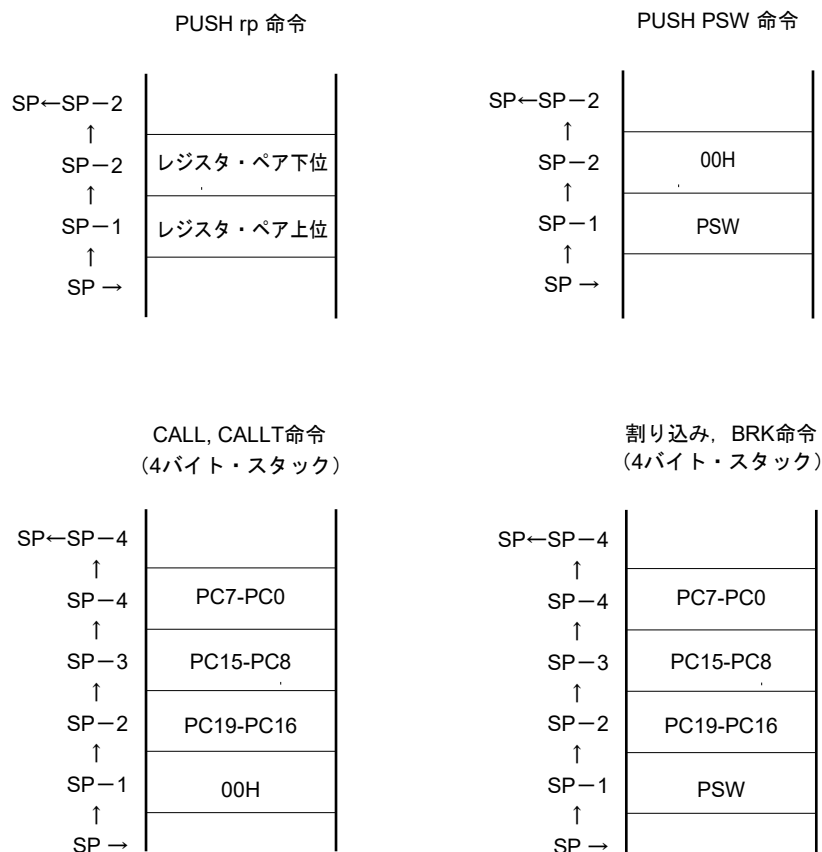 PUSH rp 命令
SP←SP－2
↑
SP－2 レジスタ・ペア下位
↑
SP－1 レジスタ・ペア上位
↑
SP →
PUSH PSW 命令
SP←SP－2
↑
SP－2 00H
↑
SP－1 PSW
↑
SP →
CALL, CALLT命令
（4バイト・スタック）
SP←SP－4
↑
SP－4 PC7-PC0
↑
SP－3 PC15-PC8
↑
SP－2 PC19-PC16
↑
SP－1 00H
↑
SP →
割り込み，BRK命令
（4バイト・スタック）
SP←SP－4
↑
SP－4 PC7-PC0
↑
SP－3 PC15-PC8
↑
SP－2 PC19-PC16
↑
SP－1 PSW
↑
SP →